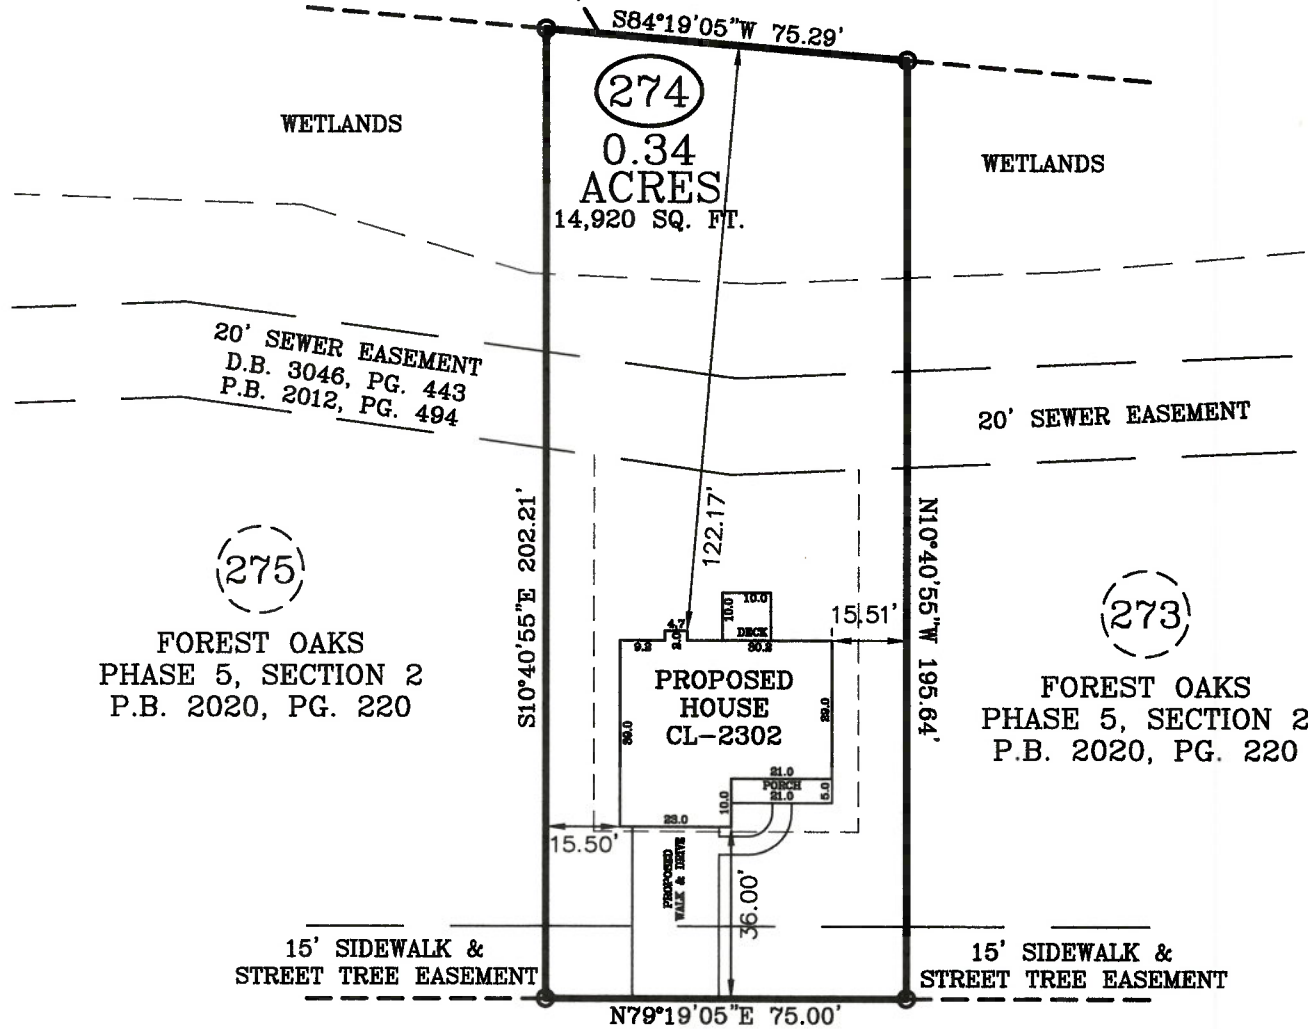 S84°19'05"W 75.29'
274
0.34
ACRES
14,920 SQ. FT.
WETLANDS
WETLANDS
20' SEWER EASEMENT
D.B. 3046, PG. 443
P.B. 2012, PG. 494
20' SEWER EASEMENT
S10°40'55"E 202.21'
N10°40'55"W 195.64'
122.17'
275
FOREST OAKS
PHASE 5, SECTION 2
P.B. 2020, PG. 220
273
FOREST OAKS
PHASE 5, SECTION 2
P.B. 2020, PG. 220
10.0
10.0
DECK
15.51'
4.7
2.0
9.2
30.2
PROPOSED
HOUSE
CL-2302
39.0
29.0
21.0
PORCH
21.0
5.0
10.0
23.0
15.50'
PROPOSED
WALK & DRIVE
36.00'
15' SIDEWALK &
STREET TREE EASEMENT
15' SIDEWALK &
STREET TREE EASEMENT
N79°19'05"E 75.00'